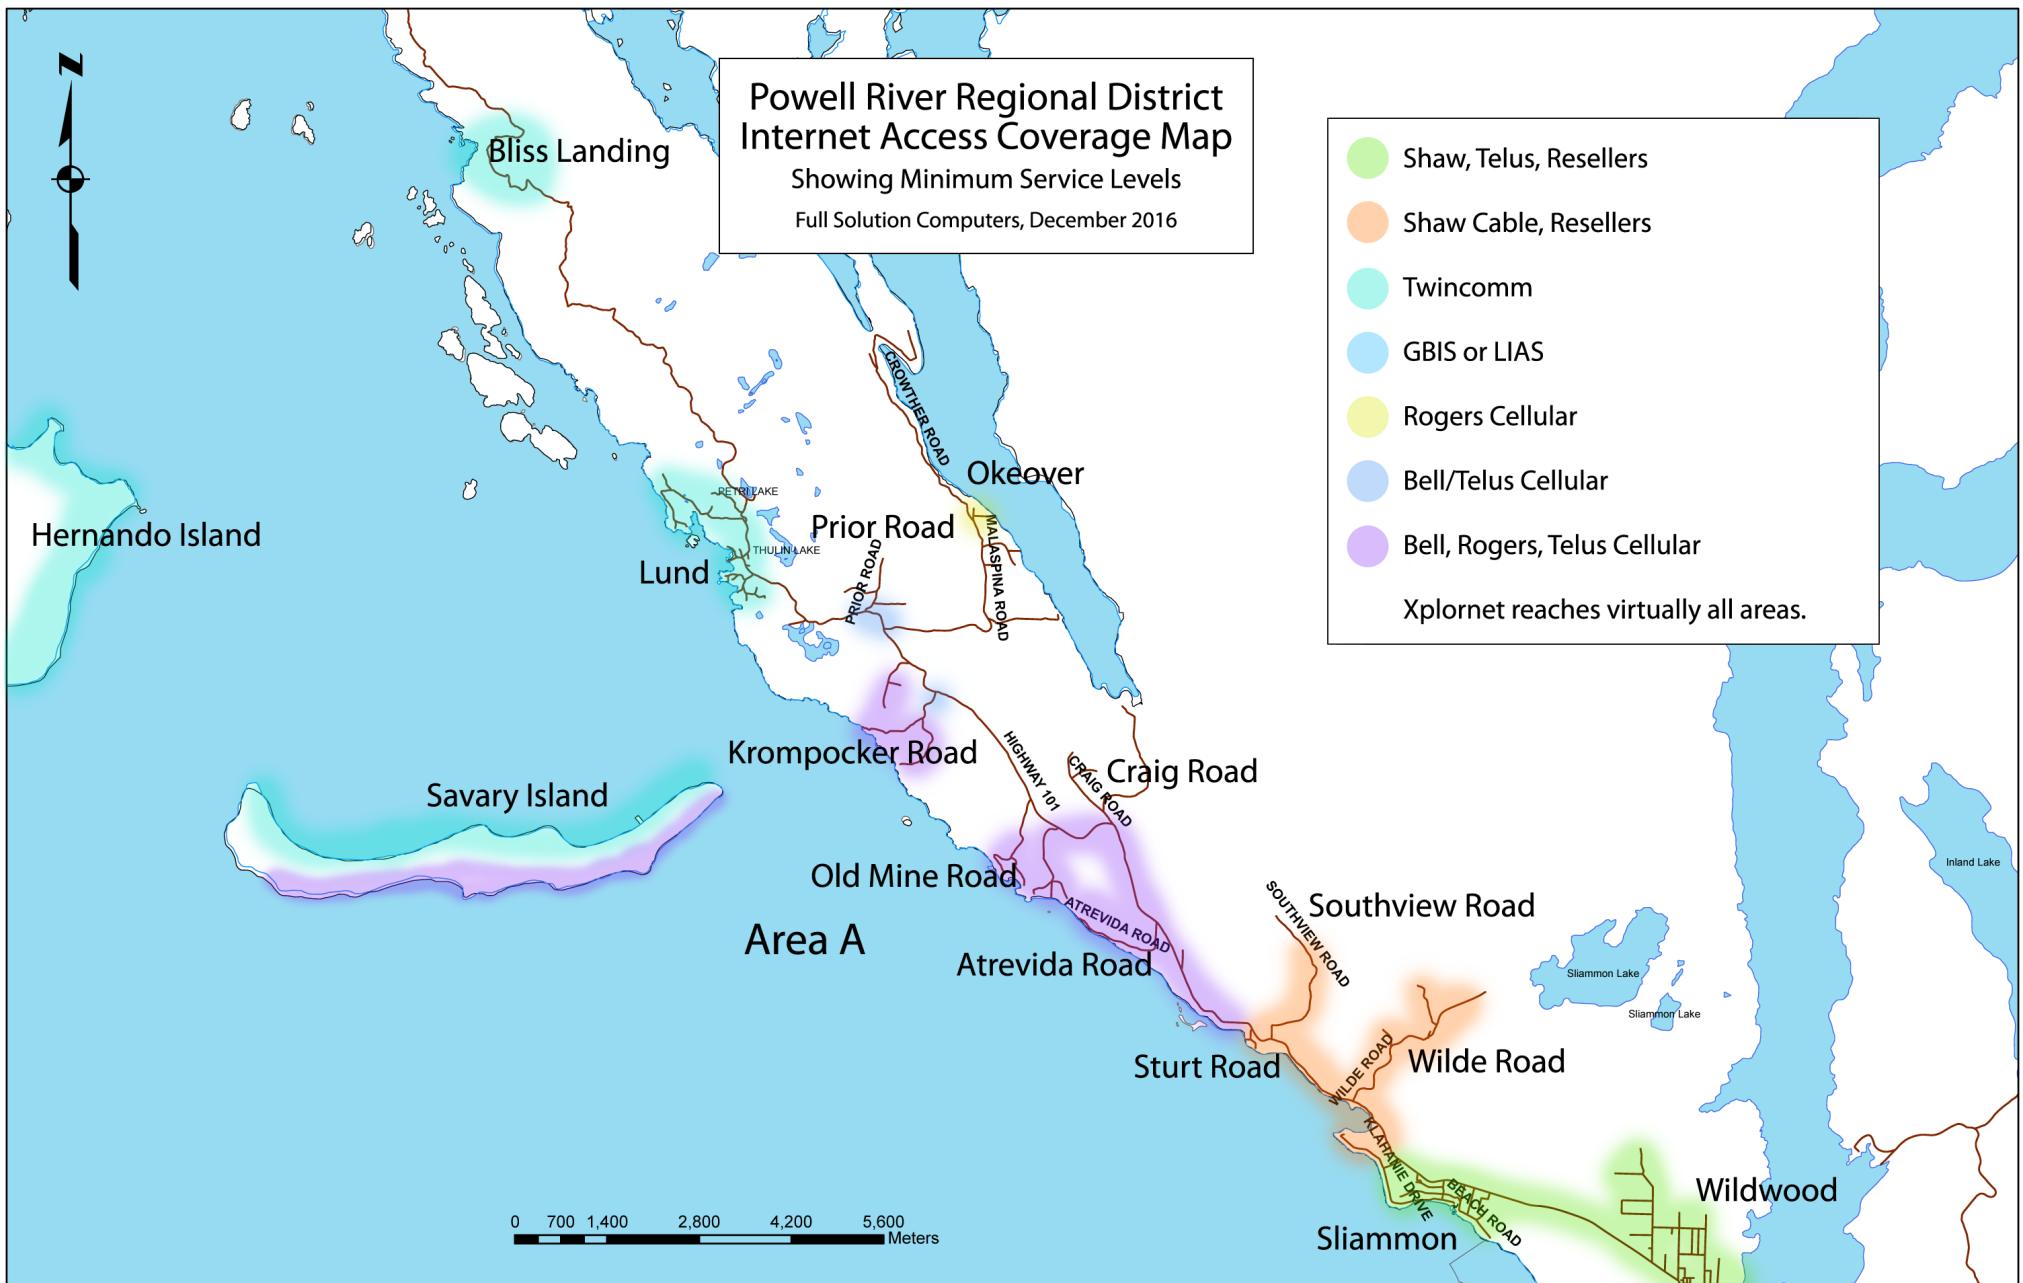 N
Powell River Regional District
Internet Access Coverage Map
Showing Minimum Service Levels
Full Solution Computers, December 2016
Shaw, Telus, Resellers
Shaw Cable, Resellers
Twincomm
GBIS or LIAS
Rogers Cellular
Bell/Telus Cellular
Bell, Rogers, Telus Cellular
Xplornet reaches virtually all areas.
Bliss Landing
CROWTHER ROAD
Okeover
PETRI LAKE
Hernando Island
Prior Road
MALASPINA ROAD
THULIN LAKE
Lund
PRIOR ROAD
Krompocker Road
HIGHWAY 101
CRAIG ROAD
Craig Road
Savary Island
Old Mine Road
Inland Lake
Area A
ATREVIDA ROAD
Atrevida Road
SOUTHVIEW ROAD
Southview Road
Sliammon Lake
Sliammon Lake
Sturt Road
WILDE ROAD
Wilde Road
KLAHANIE DRIVE
BEACH ROAD
Wildwood
Sliammon
0 700 1,400 2,800 4,200 5,600
Meters